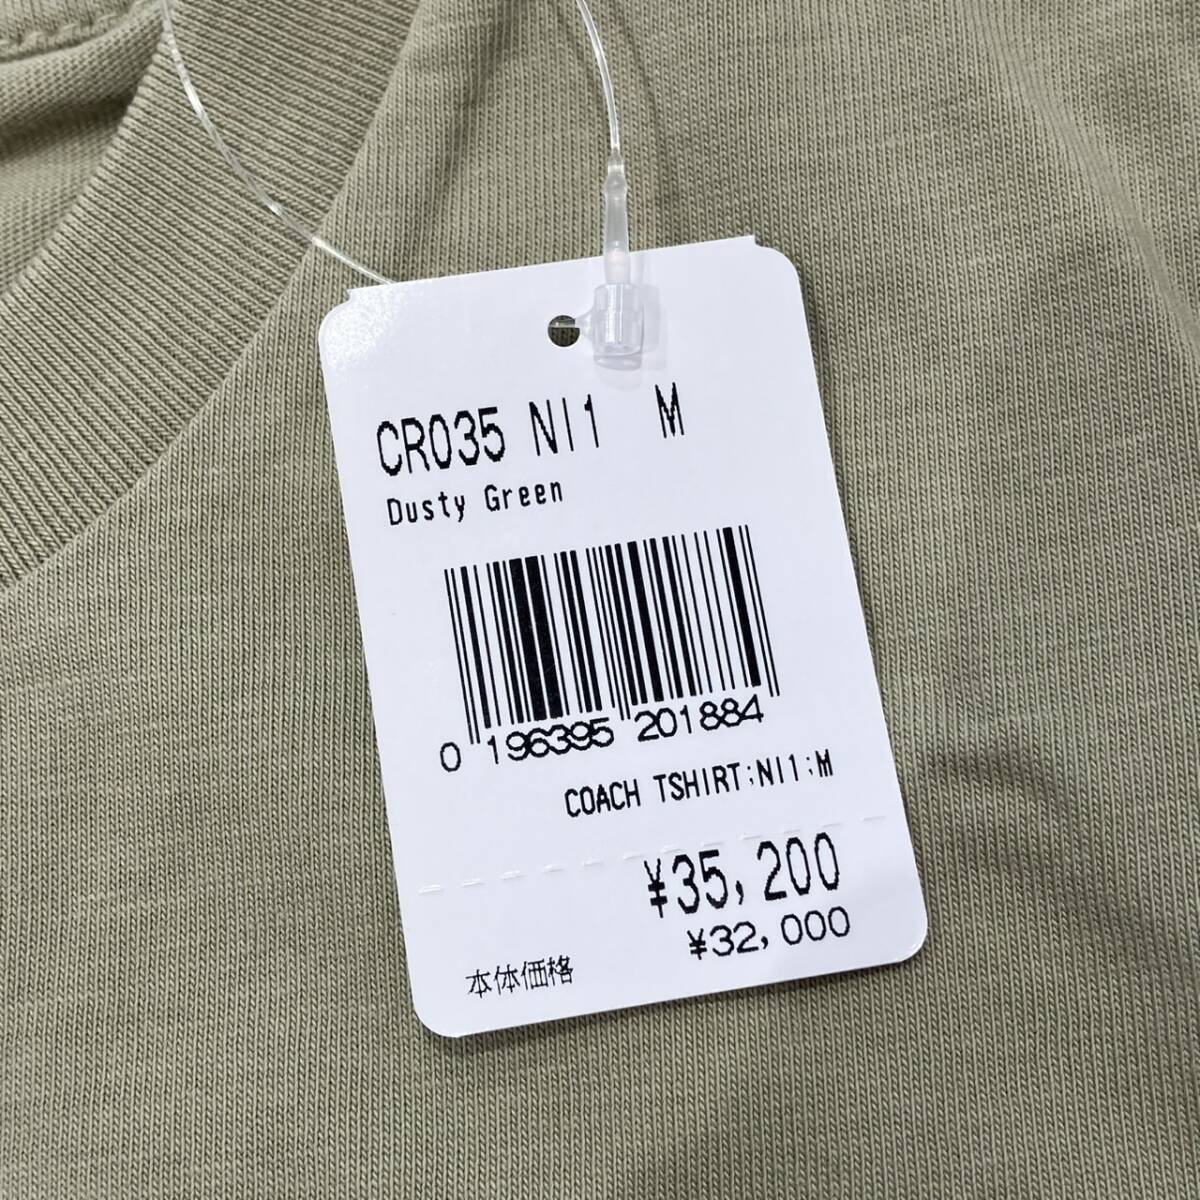 CR035 NI1 M
Dusty Green
0 196395 201884
COACH TSHIRT;NI1;M
¥35,200
¥32,000
本体価格